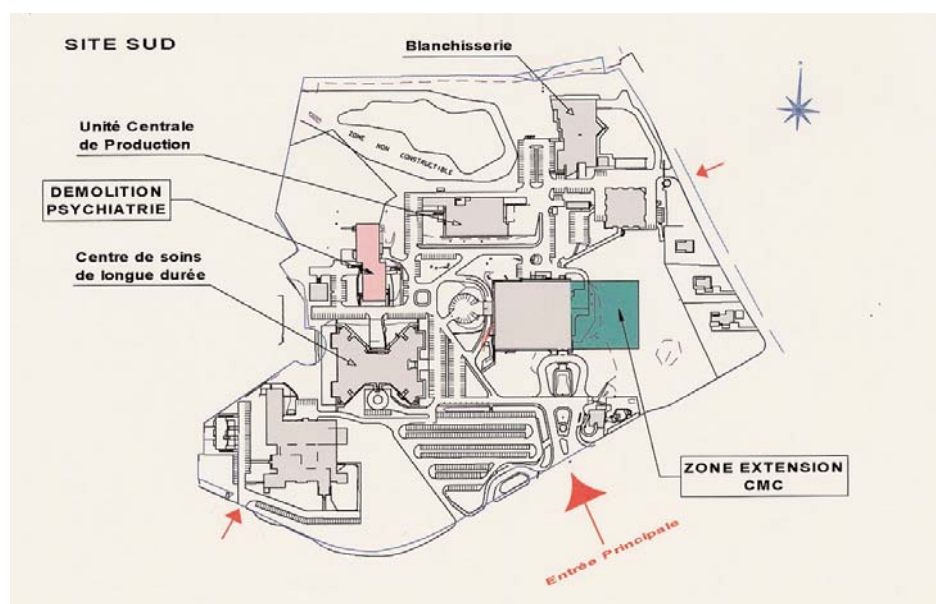 SITE SUD
Blanchisserie
Unité Centrale
de Production
ZONE NON CONSTRUCTIBLE
DEMOLITION
PSYCHIATRIE
Centre de soins
de longue durée
ZONE EXTENSION
CMC
Entrée Principale